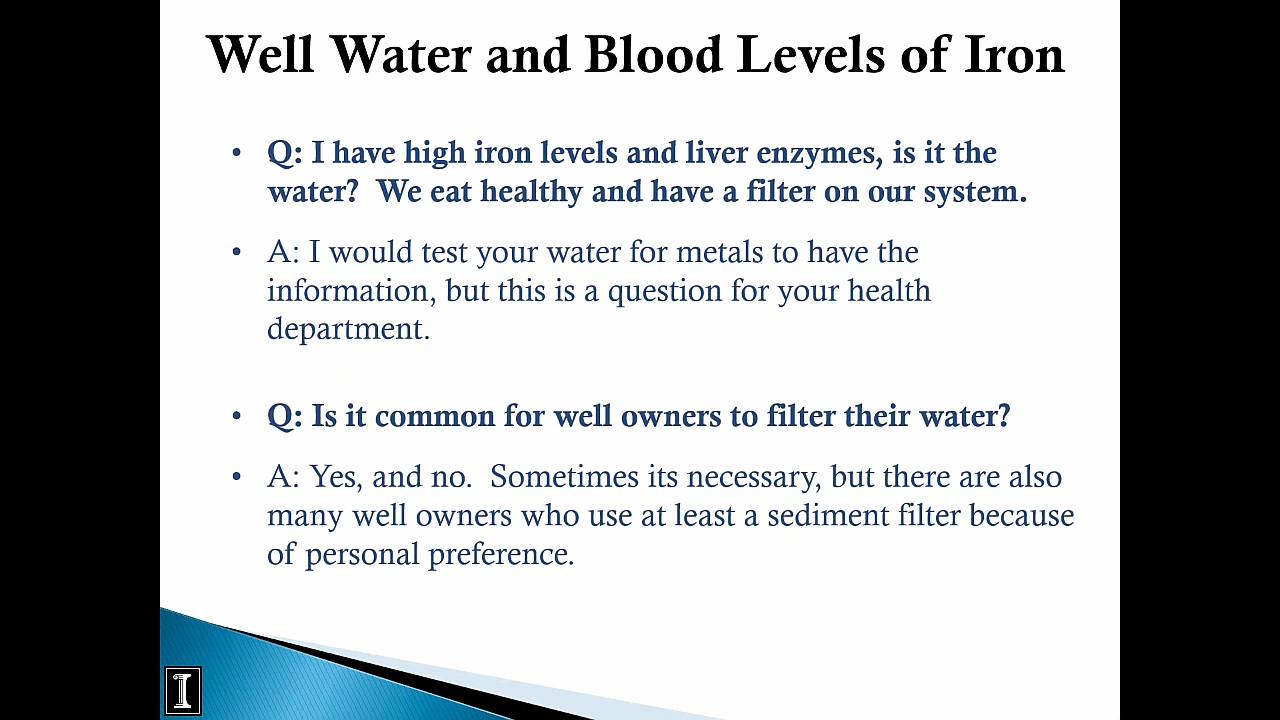 Well Water and Blood Levels of Iron
• Q: I have high iron levels and liver enzymes, is it the
water?  We eat healthy and have a filter on our system.
• A: I would test your water for metals to have the
information, but this is a question for your health
department.
• Q: Is it common for well owners to filter their water?
• A: Yes, and no.  Sometimes its necessary, but there are also
many well owners who use at least a sediment filter because
of personal preference.
I